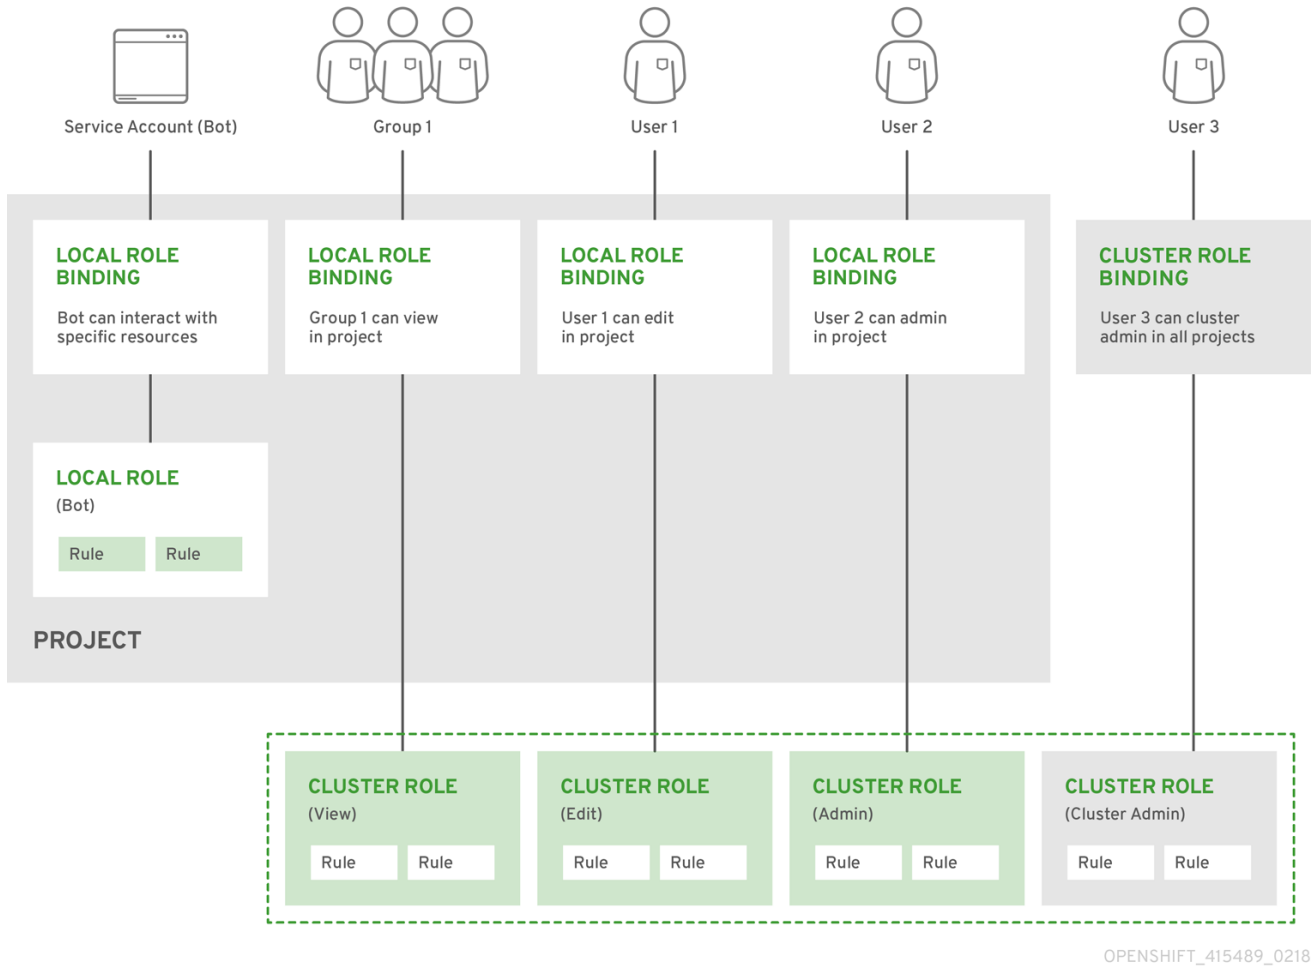 Service Account (Bot)
Group 1
User 1
User 2
User 3
LOCAL ROLE
BINDING
Bot can interact with
specific resources
LOCAL ROLE
BINDING
Group 1 can view
in project
LOCAL ROLE
BINDING
User 1 can edit
in project
LOCAL ROLE
BINDING
User 2 can admin
in project
CLUSTER ROLE
BINDING
User 3 can cluster
admin in all projects
LOCAL ROLE
(Bot)
Rule
Rule
PROJECT
CLUSTER ROLE
(View)
Rule
Rule
CLUSTER ROLE
(Edit)
Rule
Rule
CLUSTER ROLE
(Admin)
Rule
Rule
CLUSTER ROLE
(Cluster Admin)
Rule
Rule
OPENSHIFT_415489_0218